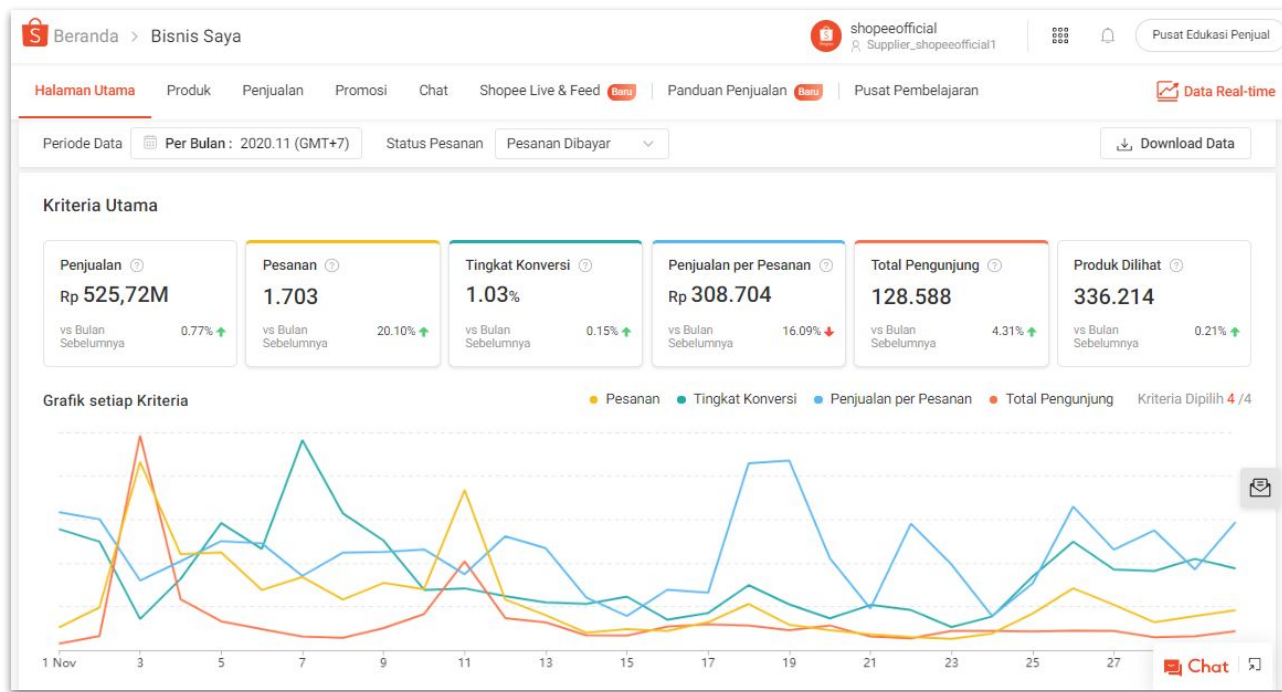 Beranda > Bisnis Saya
shopeeofficial
Supplier_shopeeofficial1
Pusat Edukasi Penjual
Halaman Utama Produk Penjualan Promosi Chat Shopee Live & Feed Baru Panduan Penjualan Baru Pusat Pembelajaran Data Real-time
Periode Data Per Bulan : 2020.11 (GMT+7) Status Pesanan Pesanan Dibayar Download Data
Kriteria Utama
Penjualan
Rp 525,72M
vs Bulan Sebelumnya 0.77%
Pesanan
1.703
vs Bulan Sebelumnya 20.10%
Tingkat Konversi
1.03%
vs Bulan Sebelumnya 0.15%
Penjualan per Pesanan
Rp 308.704
vs Bulan Sebelumnya 16.09%
Total Pengunjung
128.588
vs Bulan Sebelumnya 4.31%
Produk Dilihat
336.214
vs Bulan Sebelumnya 0.21%
Grafik setiap Kriteria Pesanan Tingkat Konversi Penjualan per Pesanan Total Pengunjung Kriteria Dipilih 4 /4
1 Nov 3 5 7 9 11 13 15 17 19 21 23 25 27
Chat